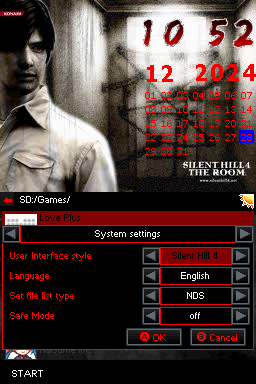 KONAMI
10 52
12 2024
01 02 03 04 05 06 07
08 09 10 11 12 13 14
15 16 17 18 19 20 21
22 23 24 25 26 27 28
29 30 31
SILENT HILL 4
THE ROOM
www.silenthill4.net
SD:/Games/
Love Plus
System settings
User Interface style
Silent Hill 4
Language
English
Set file list type
NDS
Safe Mode
off
A OK
B Cancel
START